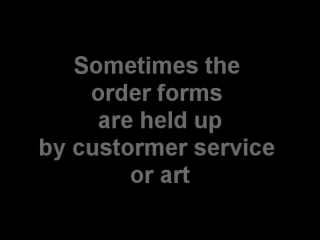 Sometimes the
order forms
are held up
by custormer service
or art